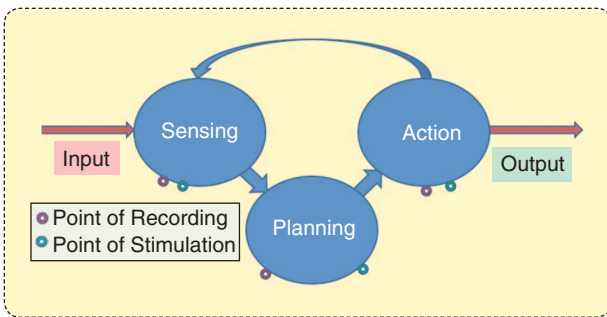 Sensing
Action
Input
Output
Planning
Point of Recording
Point of Stimulation